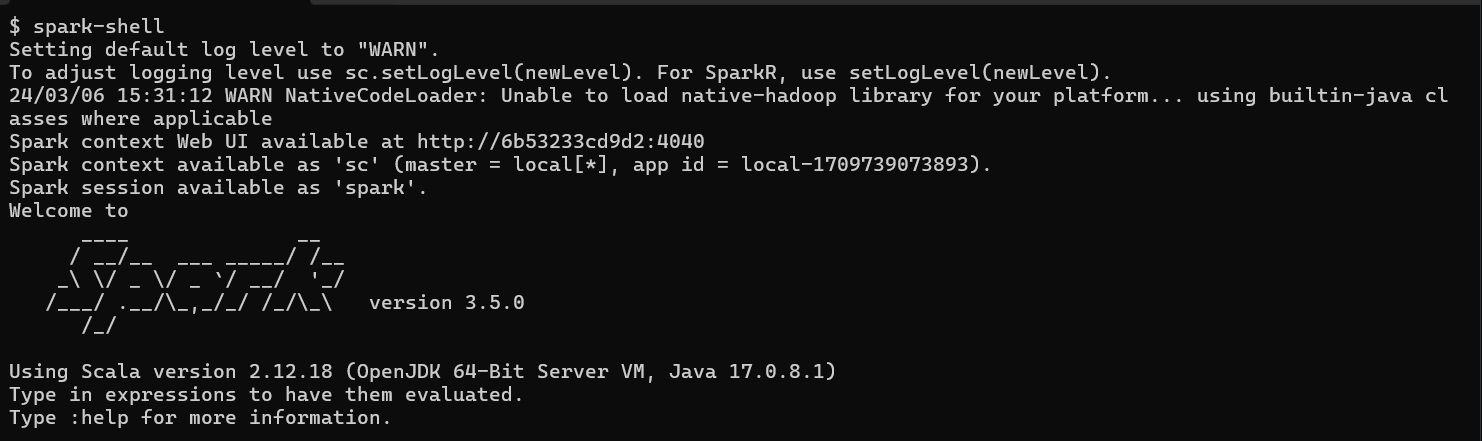 $ spark-shell
Setting default log level to "WARN".
To adjust logging level use sc.setLogLevel(newLevel). For SparkR, use setLogLevel(newLevel).
24/03/06 15:31:12 WARN NativeCodeLoader: Unable to load native-hadoop library for your platform... using builtin-java cl
asses where applicable
Spark context Web UI available at http://6b53233cd9d2:4040
Spark context available as 'sc' (master = local[*], app id = local-1709739073893).
Spark session available as 'spark'.
Welcome to
      ____              __
     / __/__  ___ _____/ /__
    _\ \/ _ \/ _ `/ __/  '_/
   /___/ .__/\_,_/_/ /_/\_\   version 3.5.0
      /_/

Using Scala version 2.12.18 (OpenJDK 64-Bit Server VM, Java 17.0.8.1)
Type in expressions to have them evaluated.
Type :help for more information.